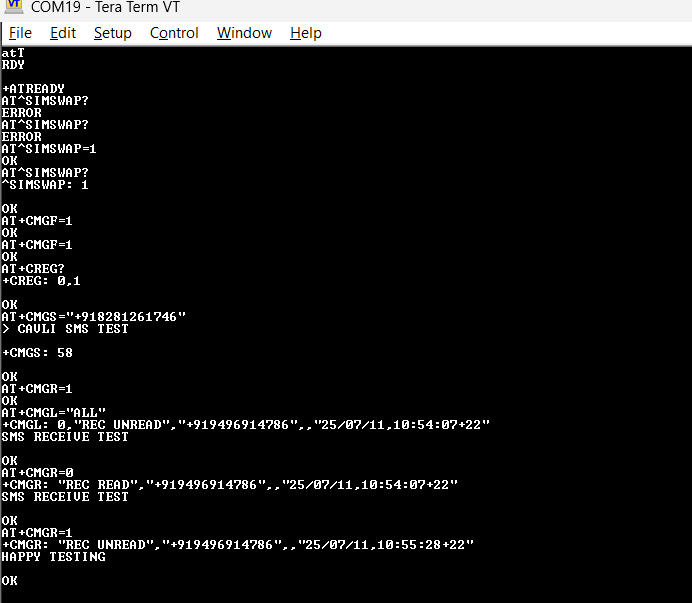 COM19 - Tera Term VT
File Edit Setup Control Window Help
atT
RDY
+ATREADY
AT^SIMSWAP?
ERROR
AT^SIMSWAP?
ERROR
AT^SIMSWAP=1
OK
AT^SIMSWAP?
^SIMSWAP: 1
OK
AT+CMGF=1
OK
AT+CMGF=1
OK
AT+CREG?
+CREG: 0,1
OK
AT+CMGS="+918281261746"
> CAVLI SMS TEST
+CMGS: 58
OK
AT+CMGR=1
OK
AT+CMGL="ALL"
+CMGL: 0,"REC UNREAD","+919496914786",,"25/07/11,10:54:07+22"
SMS RECEIVE TEST
OK
AT+CMGR=0
+CMGR: "REC READ","+919496914786",,"25/07/11,10:54:07+22"
SMS RECEIVE TEST
OK
AT+CMGR=1
+CMGR: "REC UNREAD","+919496914786",,"25/07/11,10:55:28+22"
HAPPY TESTING
OK